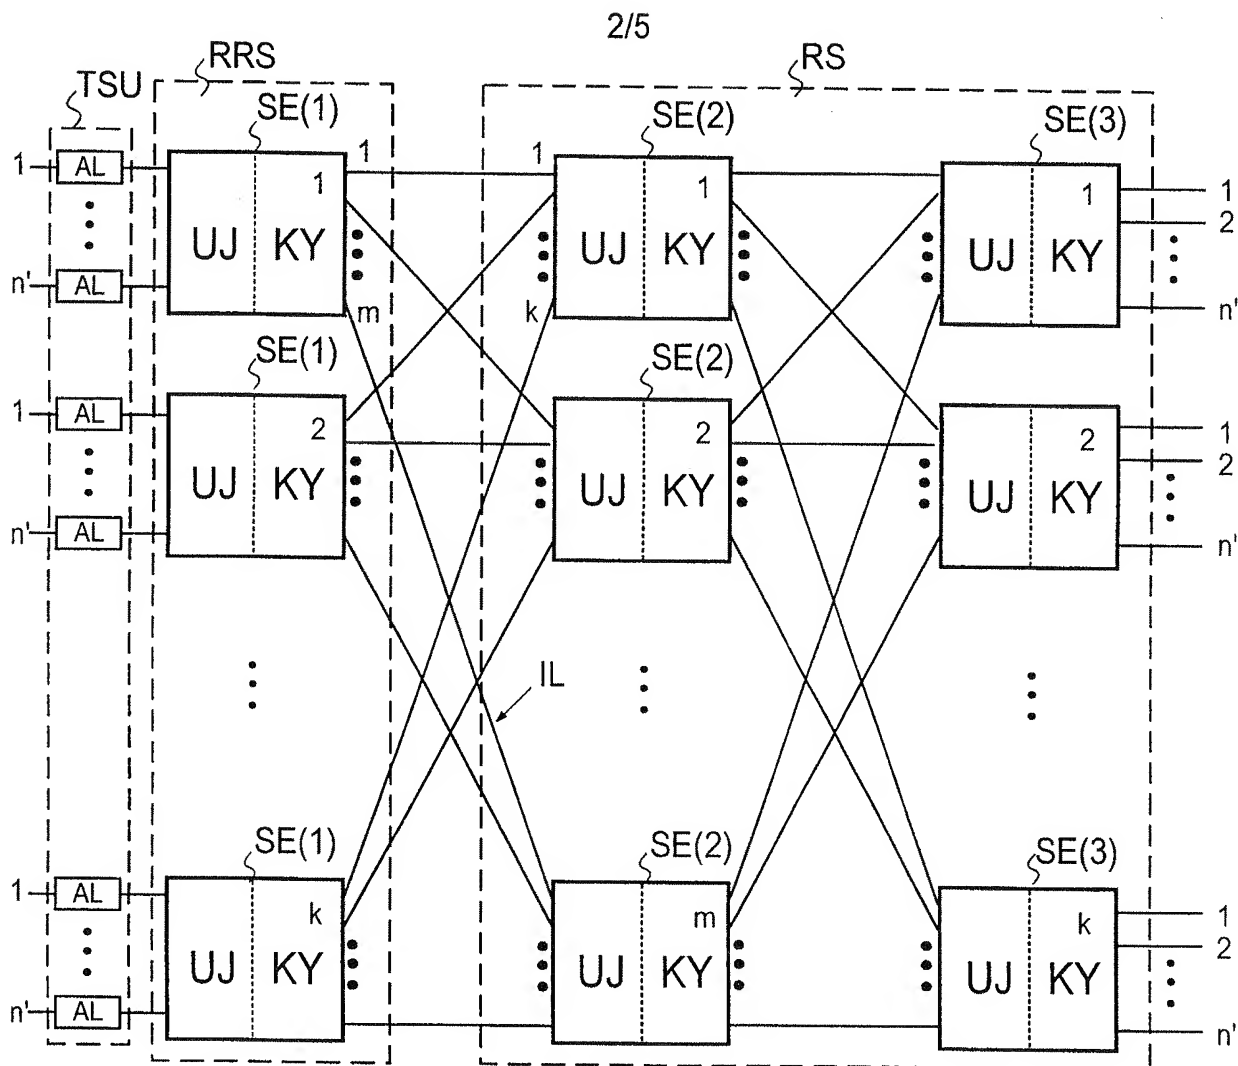 2/5
RRS
RS
TSU
SE(1)
SE(2)
SE(3)
1
AL
UJ
KY
1
1
m
1
k
UJ
KY
1
UJ
KY
1
1
2
n'
n'
AL
SE(1)
SE(2)
1
AL
UJ
KY
2
UJ
KY
2
UJ
KY
2
1
2
n'
n'
AL
IL
SE(1)
SE(2)
SE(3)
1
AL
UJ
KY
k
UJ
KY
m
UJ
KY
k
1
2
n'
n'
AL